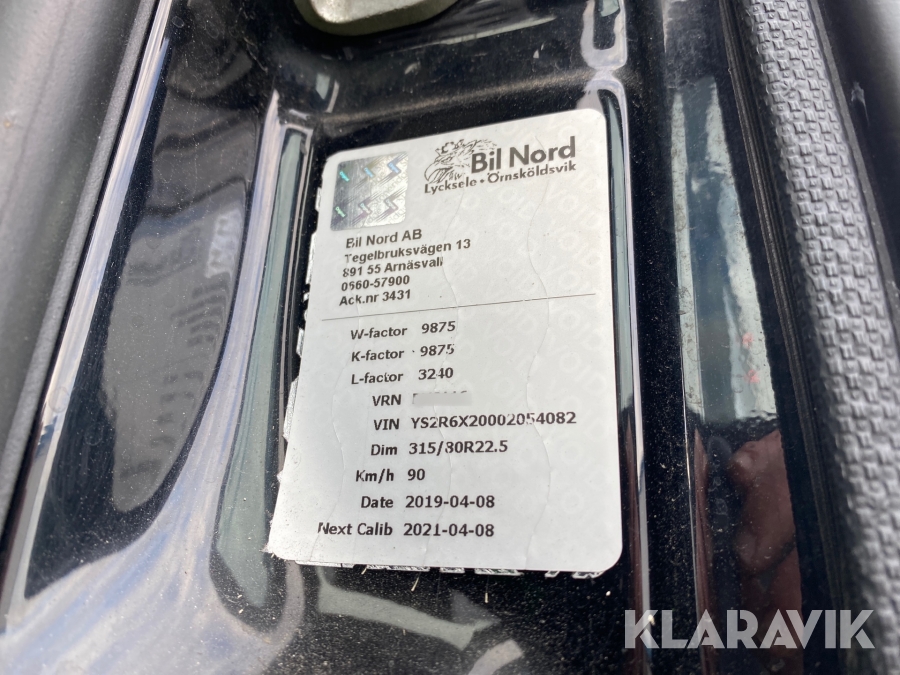 Bil Nord
Lycksele • Örnsköldsvik
Bil Nord AB
Tegelbruksvägen 13
891 55 Arnäsvall
0660-57900
Ack.nr 3431
W-factor 9875
K-factor 9875
L-factor 3240
VRN
VIN YS2R6X20002054082
Dim 315/80R22.5
Km/h 90
Date 2019-04-08
Next Calib 2021-04-08
KLARAVIK